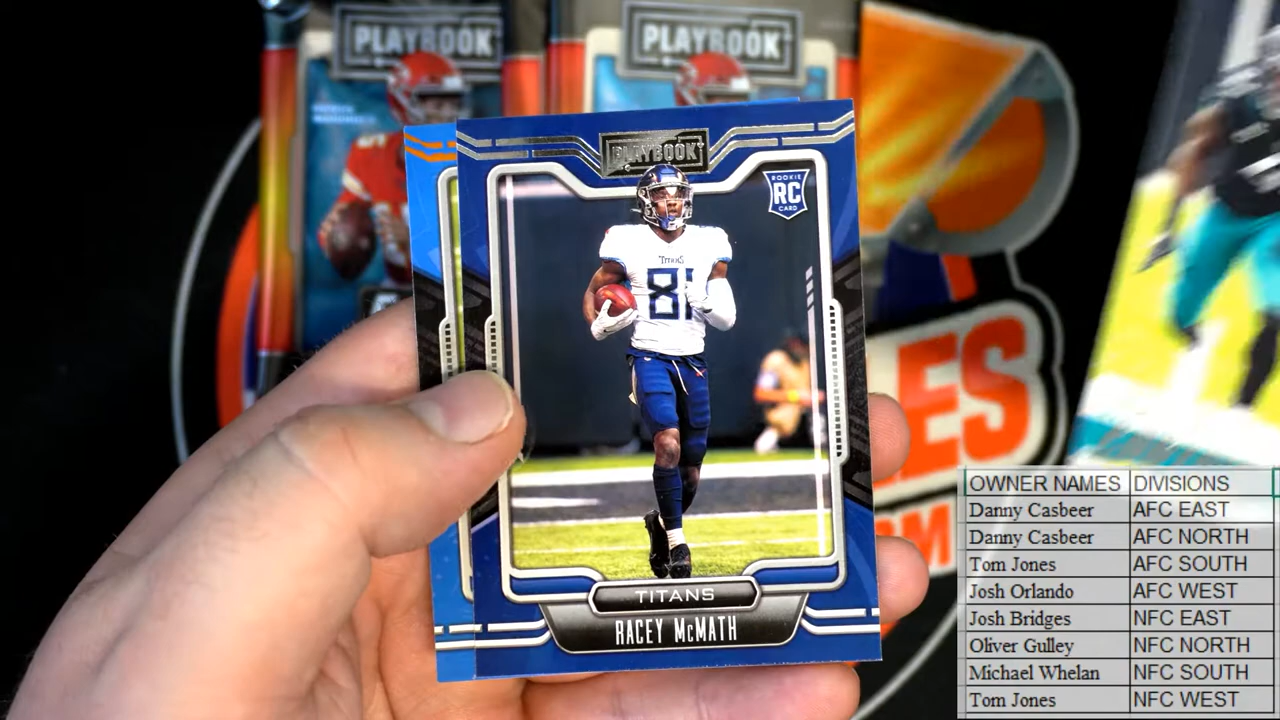 PLAYBOOK
PLAYBOOK
PLAYBOOK
ROOKIE
RC
CARD
TITANS
81
TITANS
RACEY McMATH
ES
OM
OWNER NAMES DIVISIONS
Danny Casbeer AFC EAST
Danny Casbeer AFC NORTH
Tom Jones AFC SOUTH
Josh Orlando AFC WEST
Josh Bridges NFC EAST
Oliver Gulley NFC NORTH
Michael Whelan NFC SOUTH
Tom Jones NFC WEST